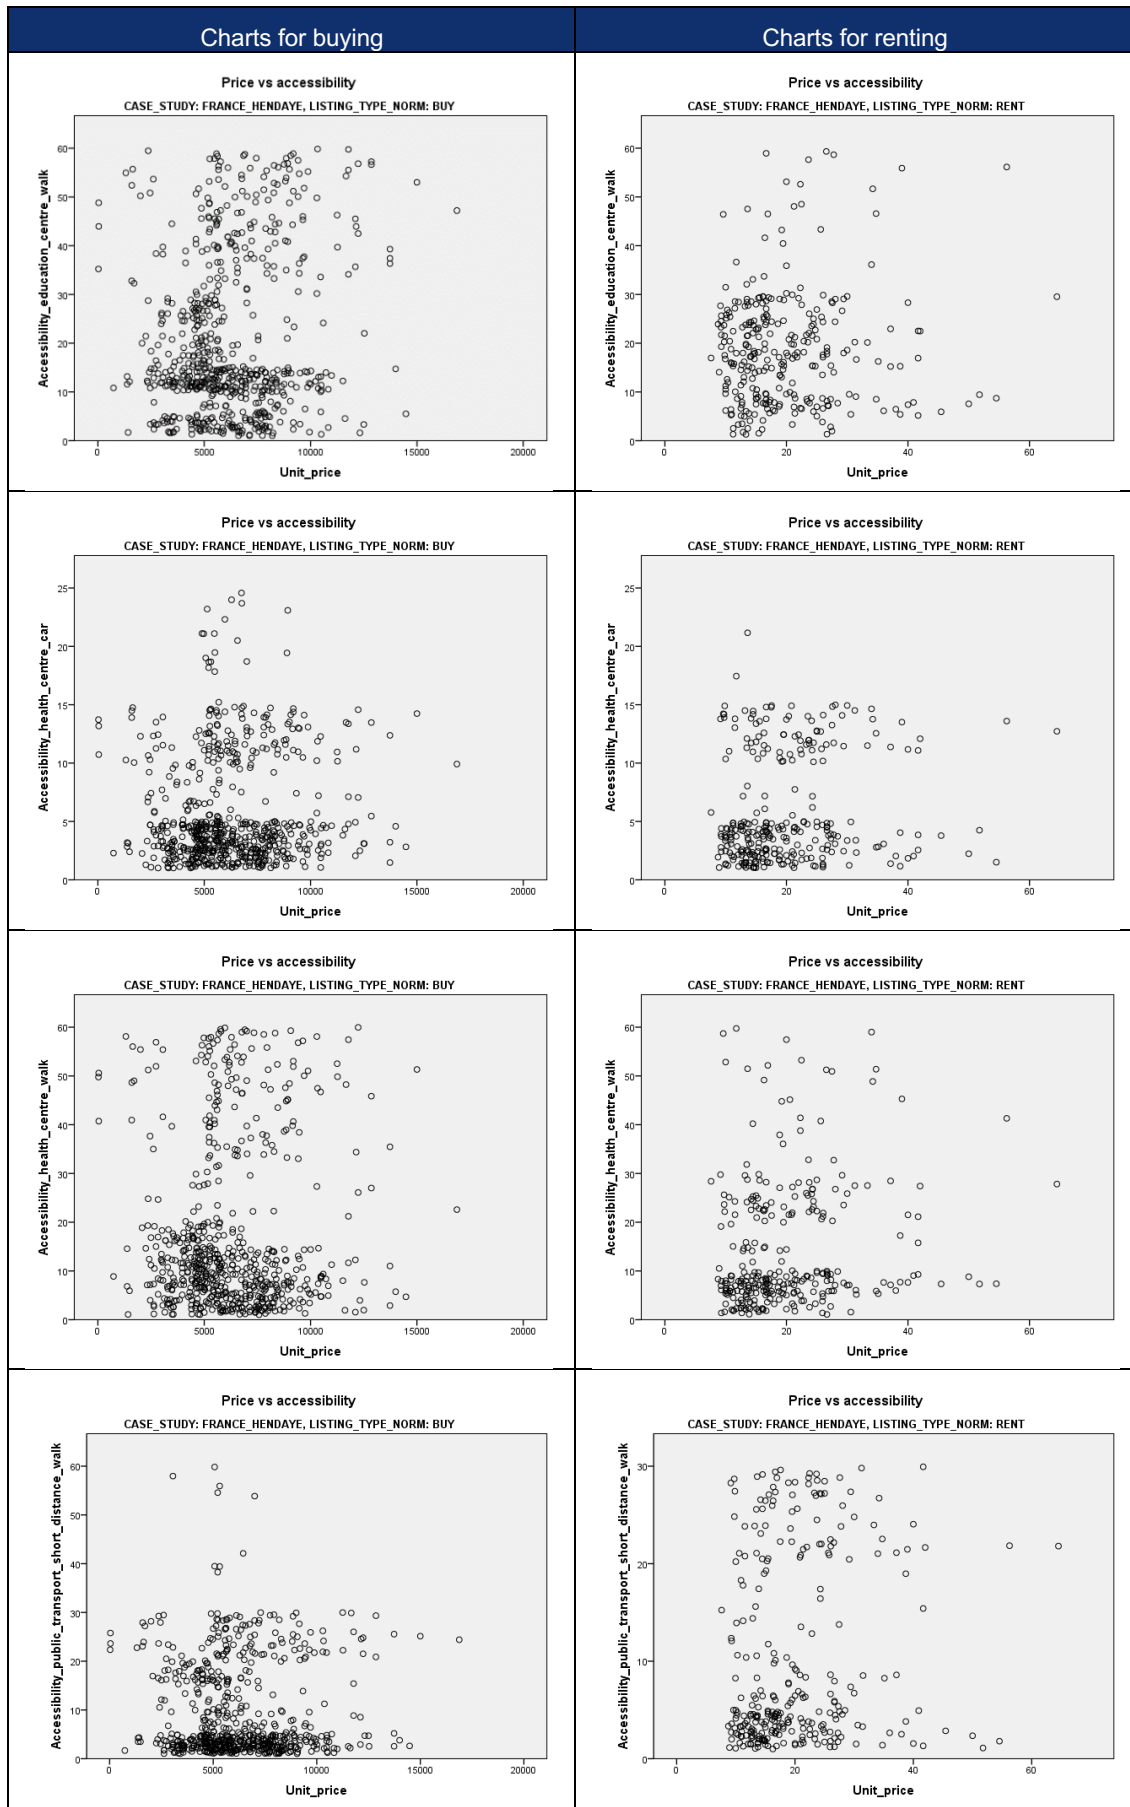 Charts for buying
Charts for renting
Price vs accessibility
CASE_STUDY: FRANCE_HENDAYE, LISTING_TYPE_NORM: BUY
Accessibility_education_centre_walk
60
50
40
30
20
10
0
0 5000 10000 15000 20000
Unit_price
Price vs accessibility
CASE_STUDY: FRANCE_HENDAYE, LISTING_TYPE_NORM: RENT
Accessibility_education_centre_walk
60
50
40
30
20
10
0
0 20 40 60
Unit_price
Price vs accessibility
CASE_STUDY: FRANCE_HENDAYE, LISTING_TYPE_NORM: BUY
Accessibility_health_centre_car
25
20
15
10
5
0
0 5000 10000 15000 20000
Unit_price
Price vs accessibility
CASE_STUDY: FRANCE_HENDAYE, LISTING_TYPE_NORM: RENT
Accessibility_health_centre_car
25
20
15
10
5
0
0 20 40 60
Unit_price
Price vs accessibility
CASE_STUDY: FRANCE_HENDAYE, LISTING_TYPE_NORM: BUY
Accessibility_health_centre_walk
60
50
40
30
20
10
0
0 5000 10000 15000 20000
Unit_price
Price vs accessibility
CASE_STUDY: FRANCE_HENDAYE, LISTING_TYPE_NORM: RENT
Accessibility_health_centre_walk
60
50
40
30
20
10
0
0 20 40 60
Unit_price
Price vs accessibility
CASE_STUDY: FRANCE_HENDAYE, LISTING_TYPE_NORM: BUY
Accessibility_public_transport_short_distance_walk
60
50
40
30
20
10
0
0 5000 10000 15000 20000
Unit_price
Price vs accessibility
CASE_STUDY: FRANCE_HENDAYE, LISTING_TYPE_NORM: RENT
Accessibility_public_transport_short_distance_walk
30
20
10
0
0 20 40 60
Unit_price